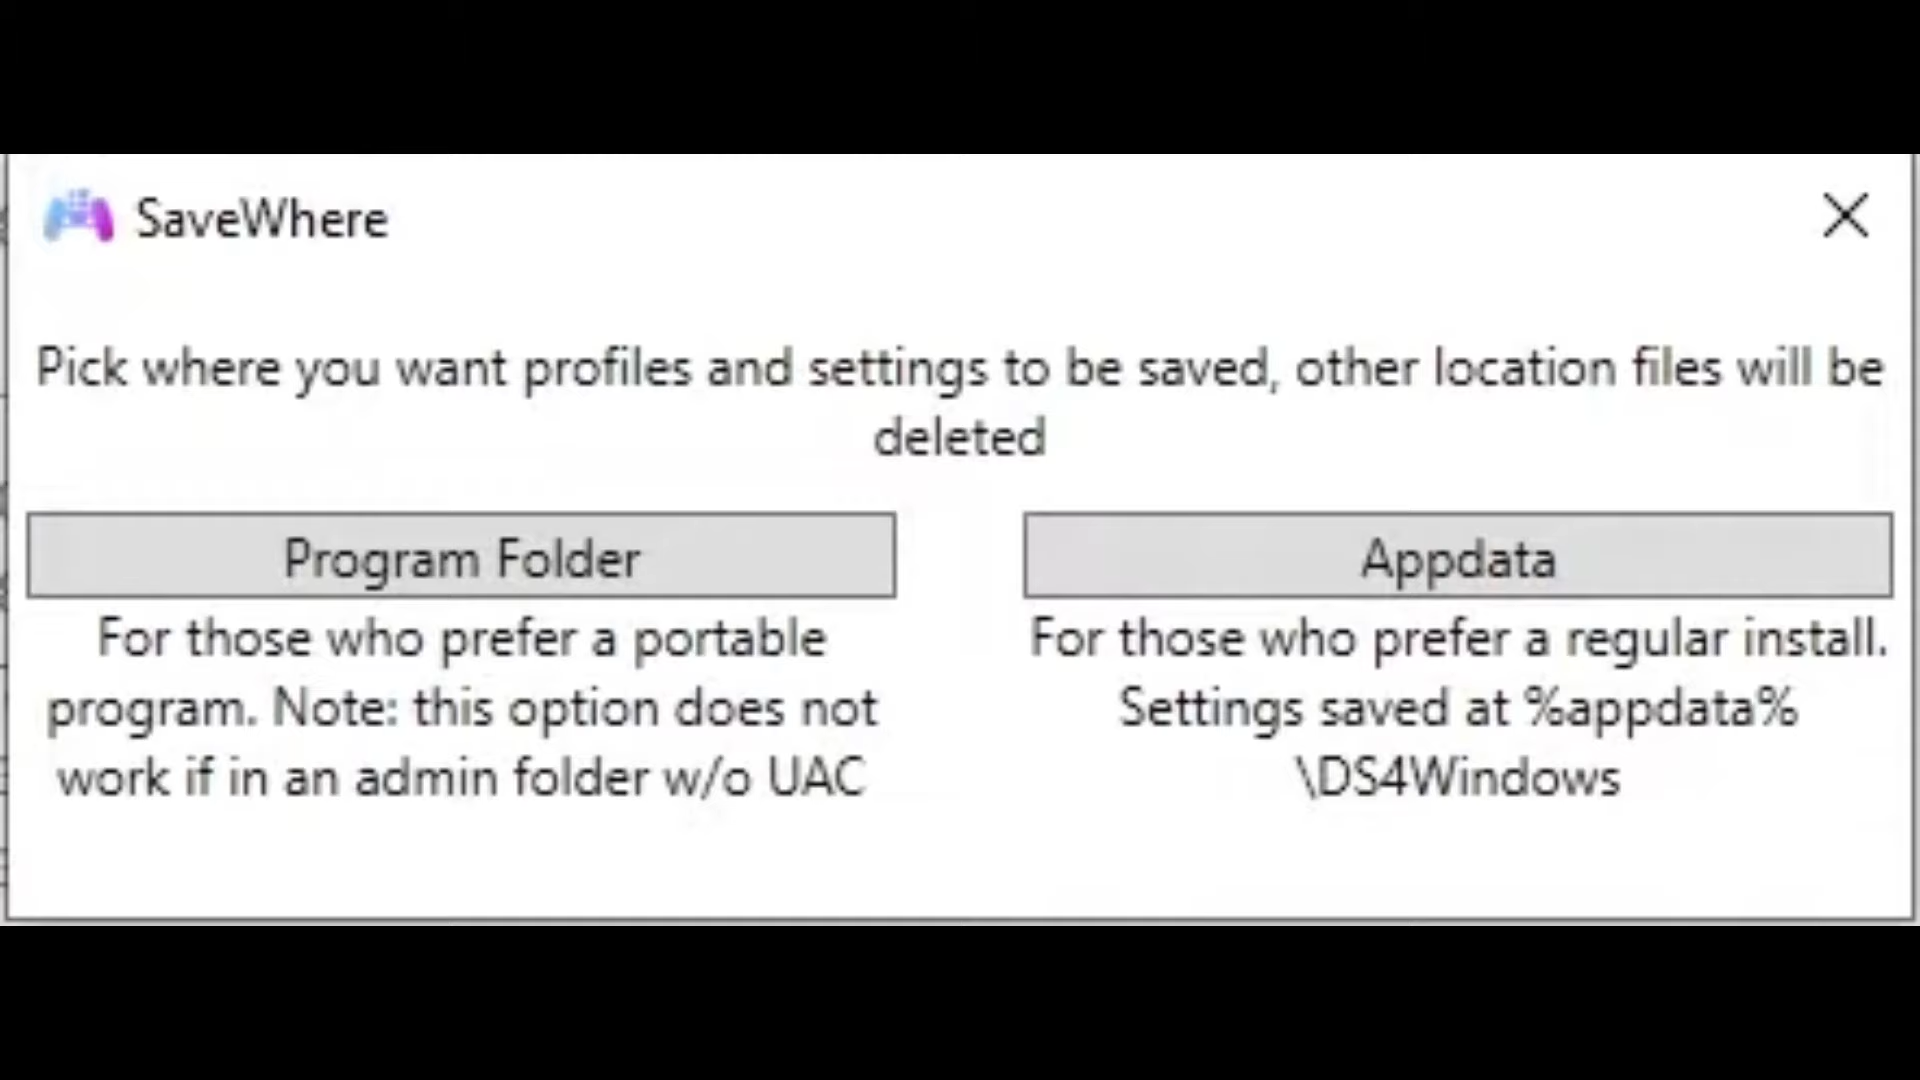 SaveWhere
Pick where you want profiles and settings to be saved, other location files will be
deleted
Program Folder
For those who prefer a portable
program. Note: this option does not
work if in an admin folder w/o UAC
Appdata
For those who prefer a regular install.
Settings saved at %appdata%
\DS4Windows